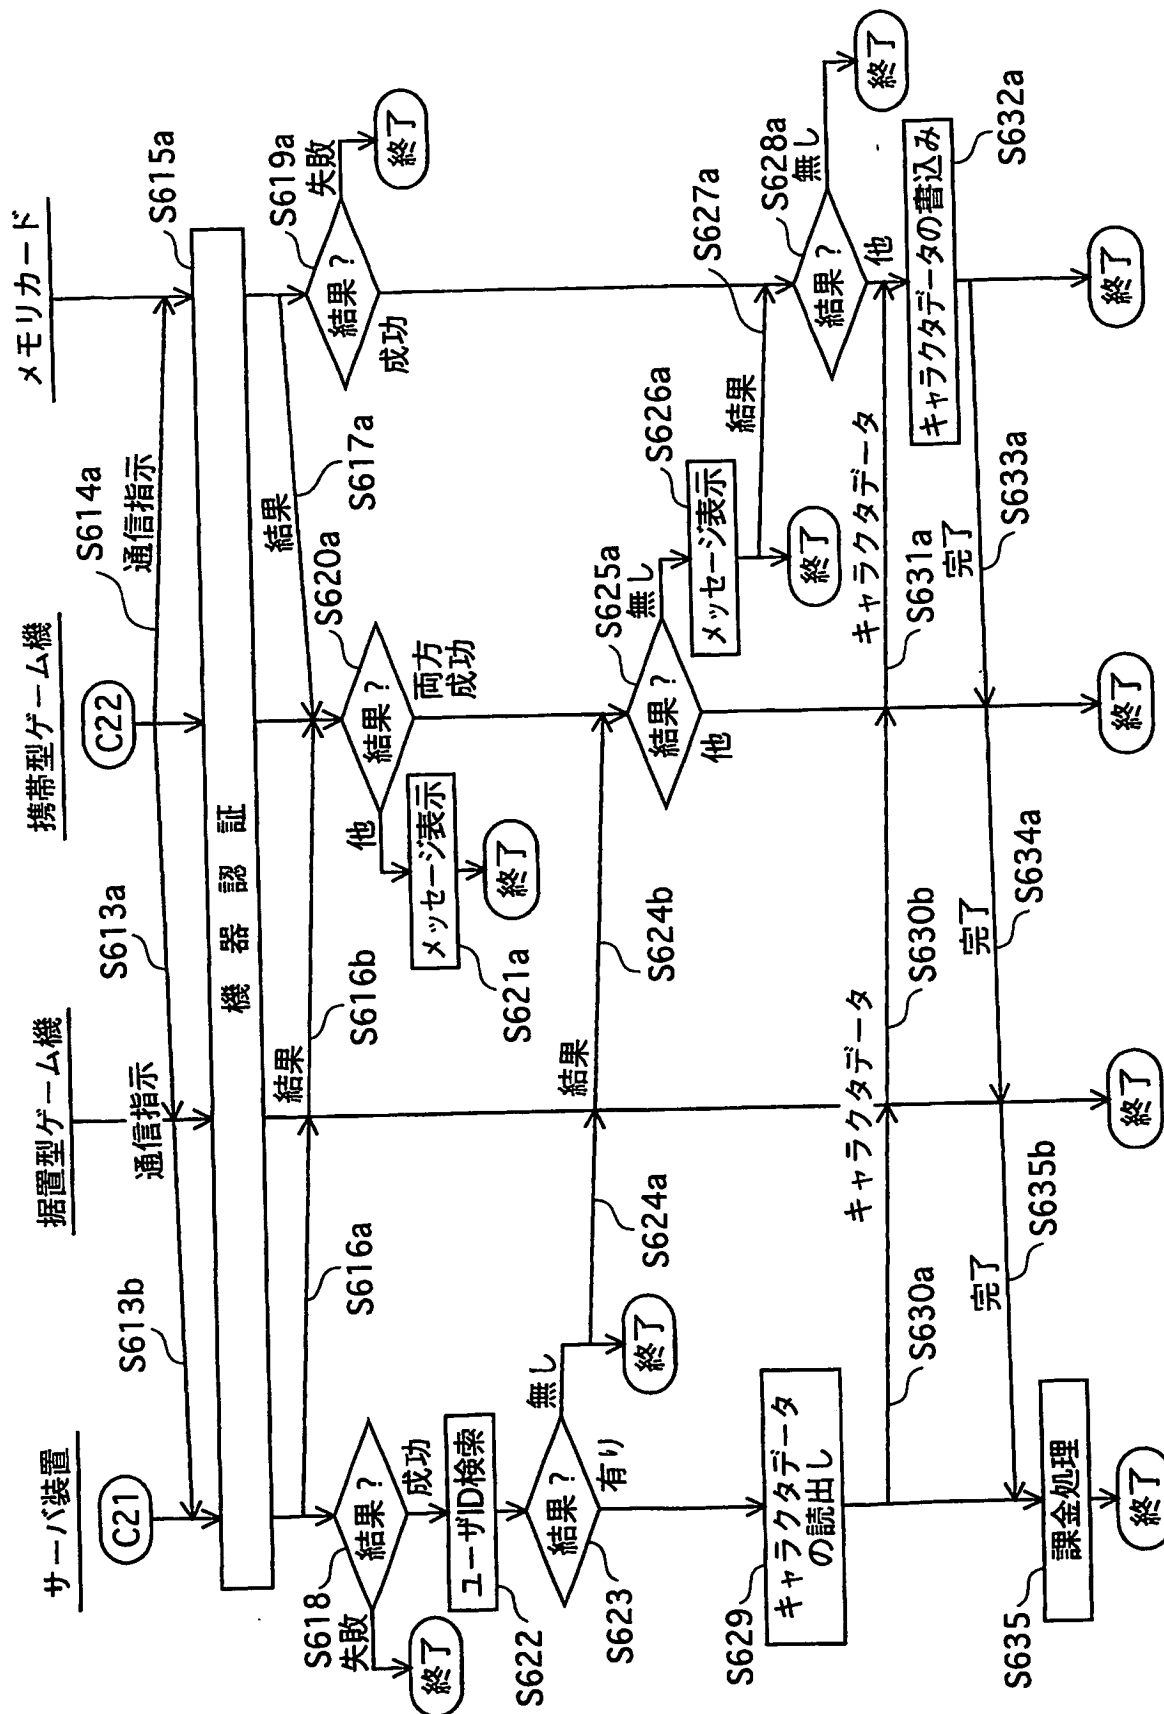 サーバ装置
据置型ゲーム機
携帯型ゲーム機
メモリカード
C21
C22
S613b
通信指示
S613a
S614a
通信指示
S615a
機器認証
S616a
結果
S616b
結果
S617a
S618
結果？
失敗
成功
終了
結果？
S620a
他
両方
成功
メッセージ表示
S621a
終了
結果？
S619a
失敗
成功
終了
ユーザID検索
S622
結果？
S623
無し
有り
終了
S624a
結果
S624b
結果？
S625a
無し
他
メッセージ表示
S626a
終了
結果
S627a
結果？
S628a
無し
他
終了
キャラクタデータ
の読出し
S629
S630a
キャラクタデータ
S630b
キャラクタデータ
S631a
キャラクタデータの書込み
S632a
完了
S633a
完了
S634a
完了
S635b
課金処理
S635
終了
終了
終了
終了